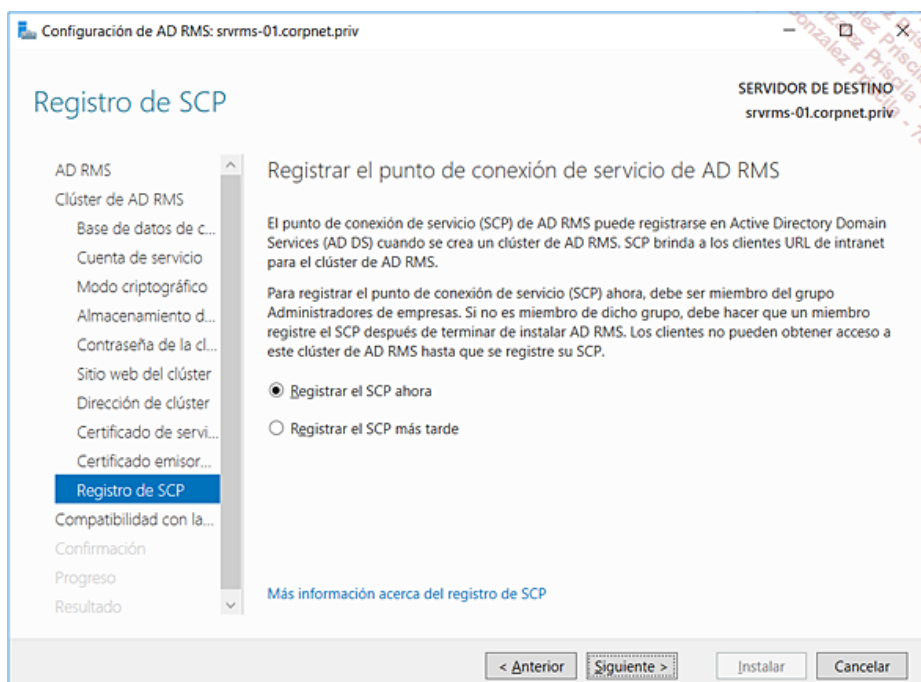 Configuración de AD RMS: srvrms-01.corpnet.priv
Registro de SCP
SERVIDOR DE DESTINO
srvrms-01.corpnet.priv
AD RMS
Clúster de AD RMS
Base de datos de c...
Cuenta de servicio
Modo criptográfico
Almacenamiento d...
Contraseña de la cl...
Sitio web del clúster
Dirección de clúster
Certificado de servi...
Certificado emisor...
Registro de SCP
Compatibilidad con la...
Confirmación
Progreso
Resultado
Registrar el punto de conexión de servicio de AD RMS
El punto de conexión de servicio (SCP) de AD RMS puede registrarse en Active Directory Domain
Services (AD DS) cuando se crea un clúster de AD RMS. SCP brinda a los clientes URL de intranet
para el clúster de AD RMS.
Para registrar el punto de conexión de servicio (SCP) ahora, debe ser miembro del grupo
Administradores de empresas. Si no es miembro de dicho grupo, debe hacer que un miembro
registre el SCP después de terminar de instalar AD RMS. Los clientes no pueden obtener acceso a
este clúster de AD RMS hasta que se registre su SCP.
Registrar el SCP ahora
Registrar el SCP más tarde
Más información acerca del registro de SCP
< Anterior
Siguiente >
Instalar
Cancelar